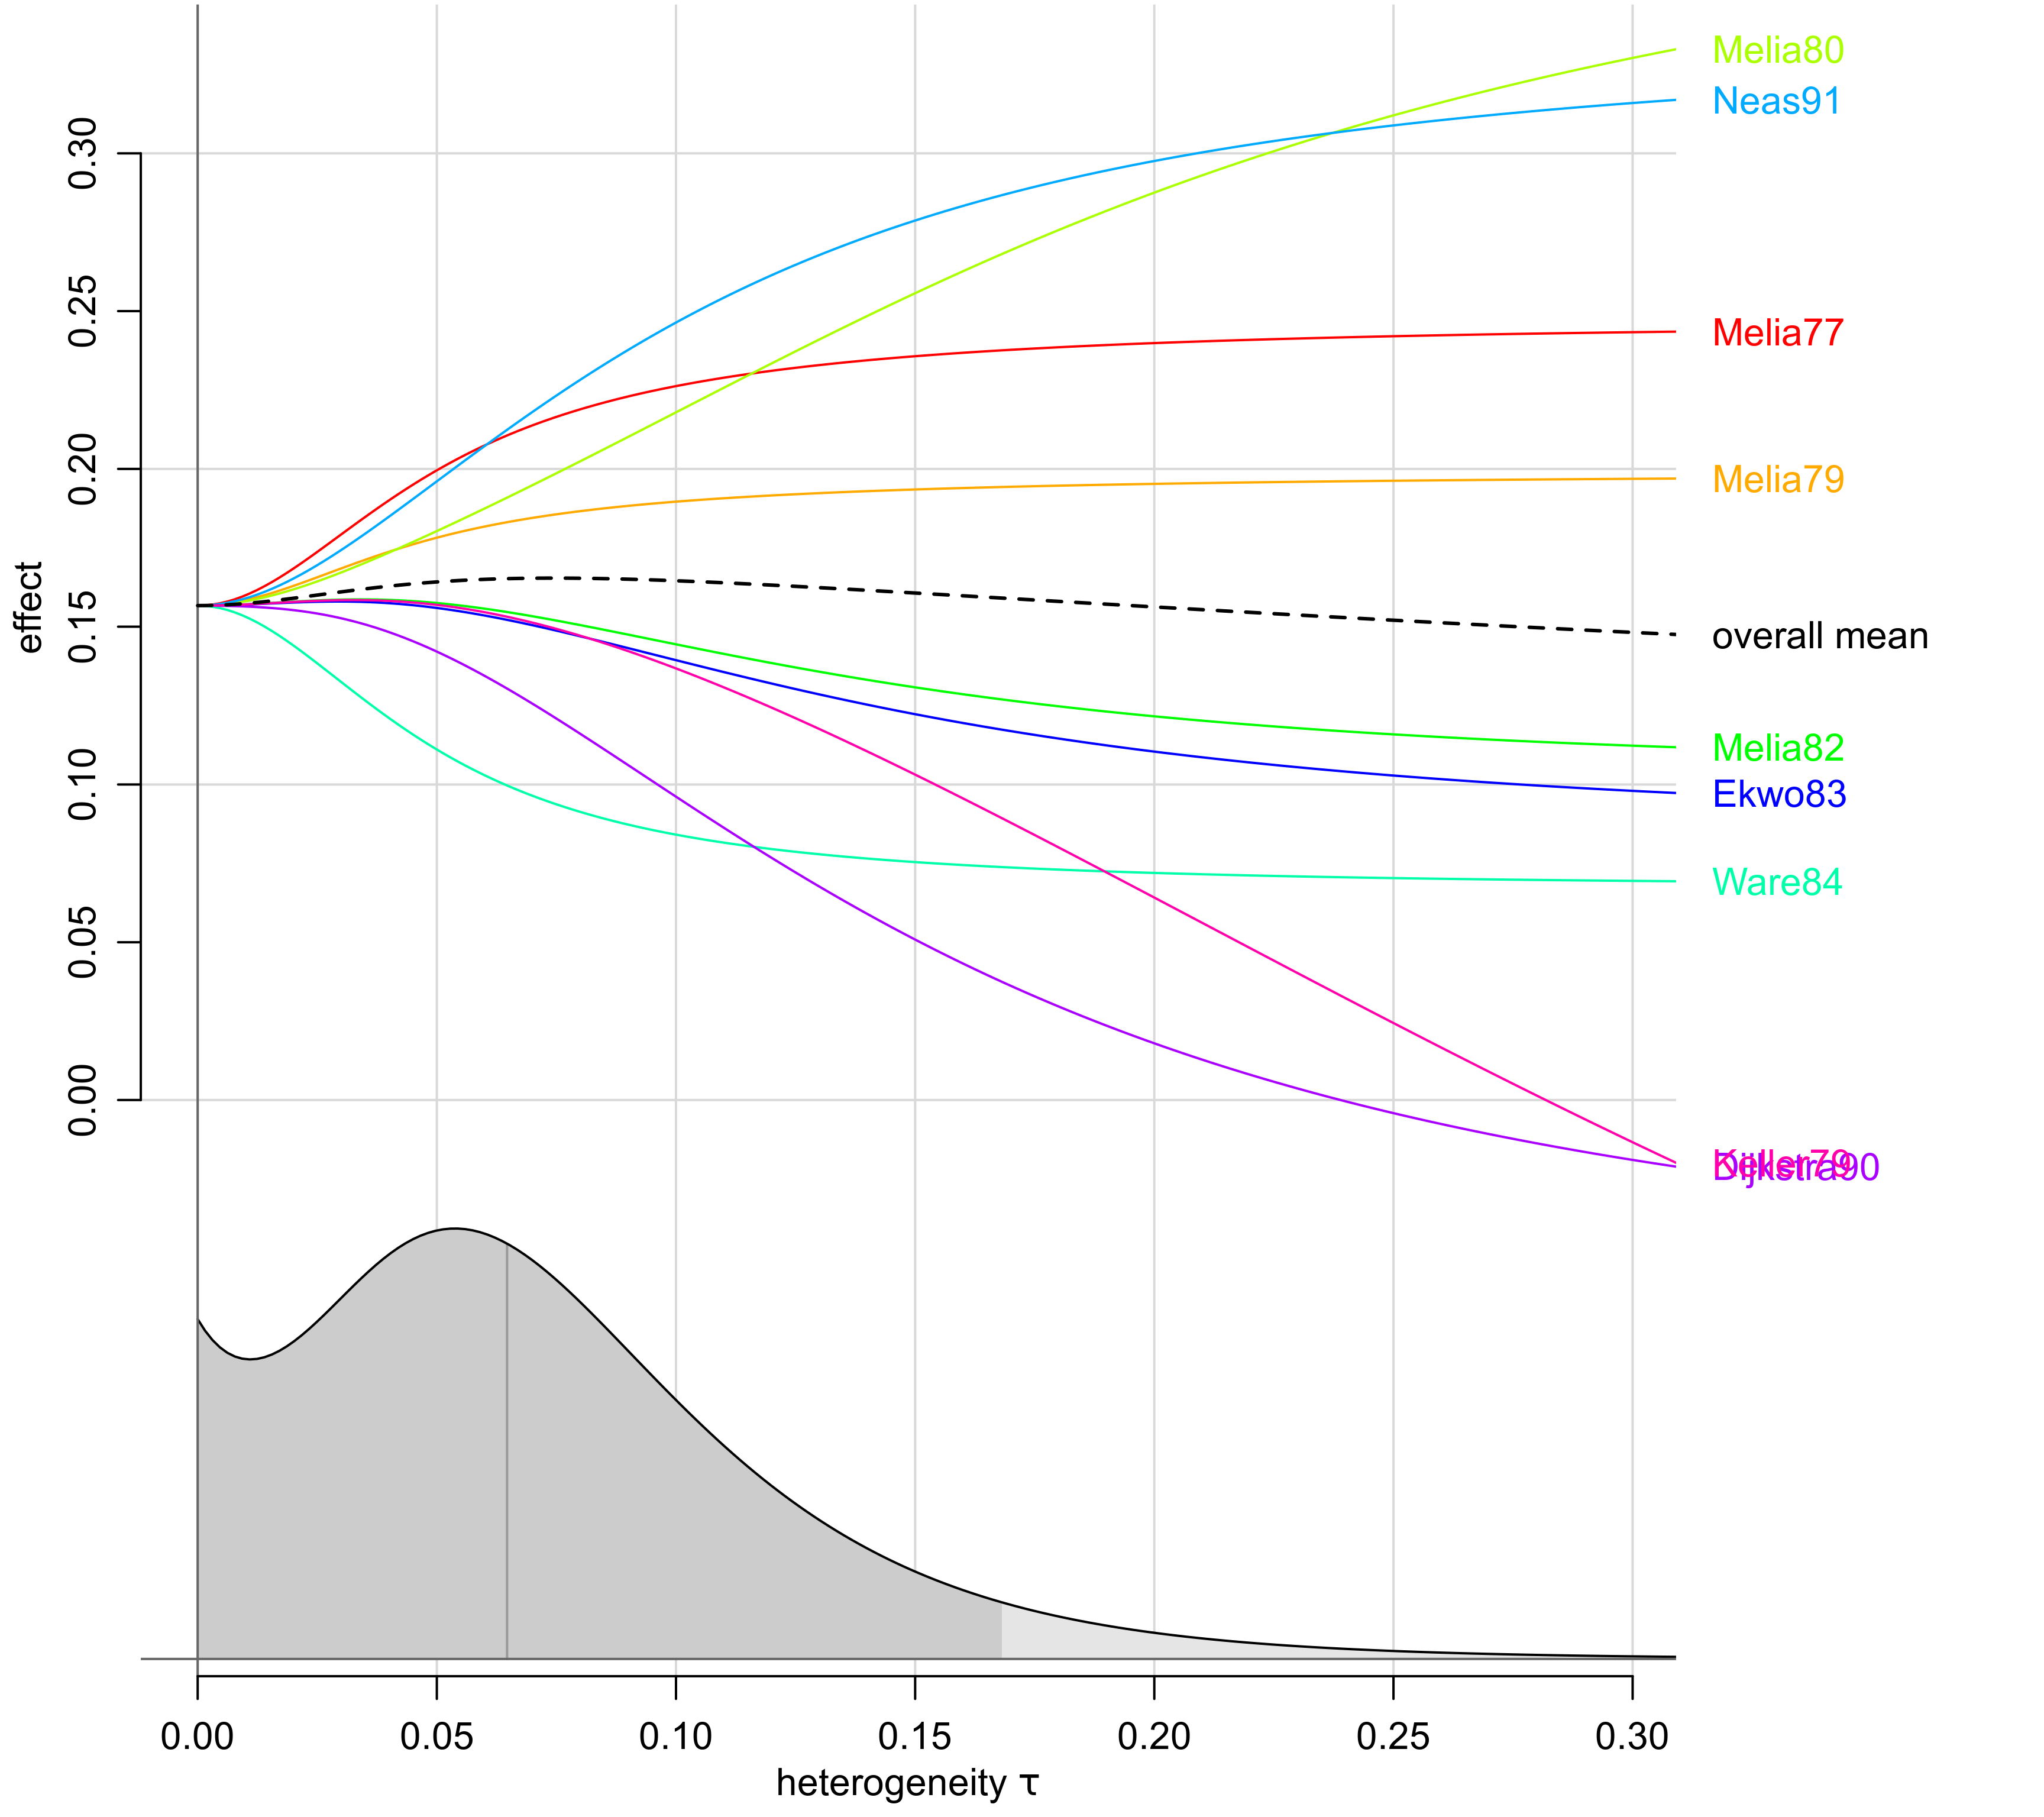 Melia80
Neas91
Melia77
Melia79
overall mean
Melia82
Ekwo83
Ware84
Keller79
Dijkstra90
effect
0.30
0.25
0.20
0.15
0.10
0.05
0.00
0.00 0.05 0.10 0.15 0.20 0.25 0.30
heterogeneity τ